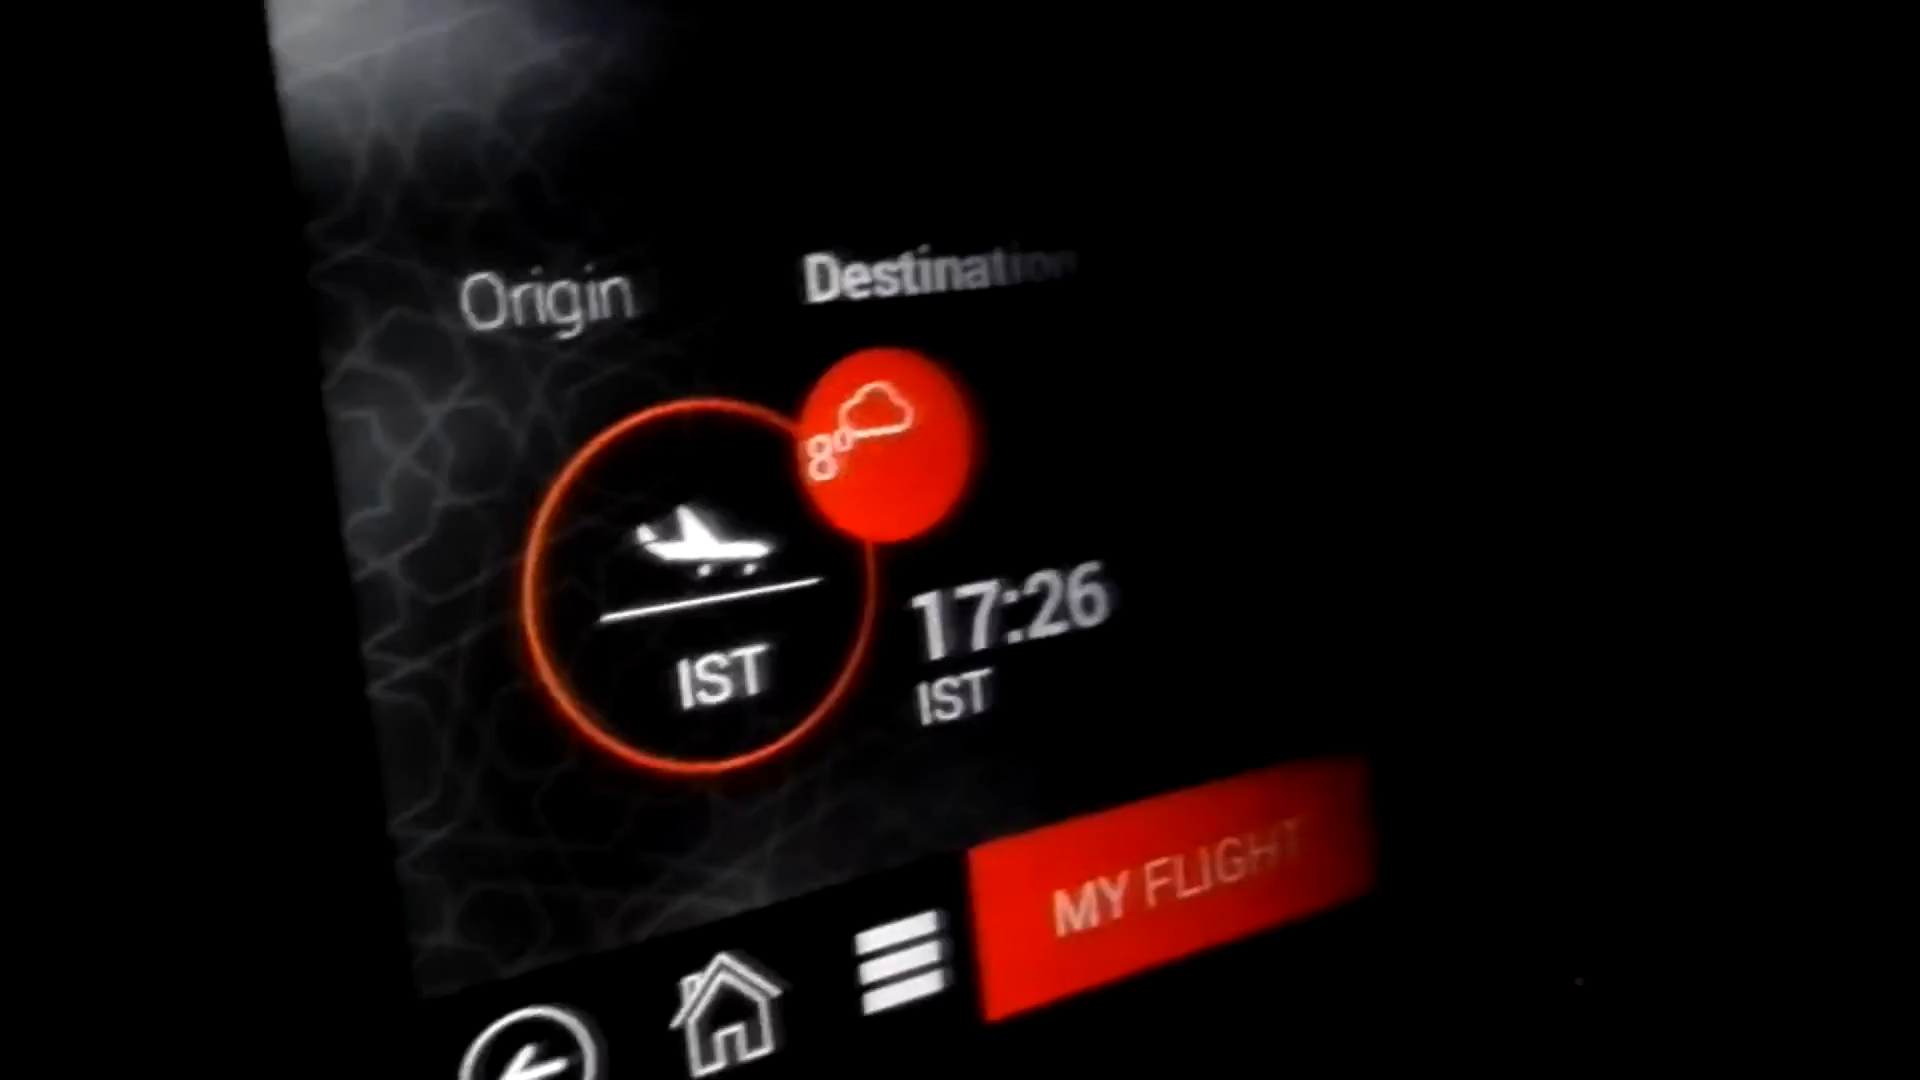 Origin
Destination
8°
IST
17:26
IST
MY FLIGHT